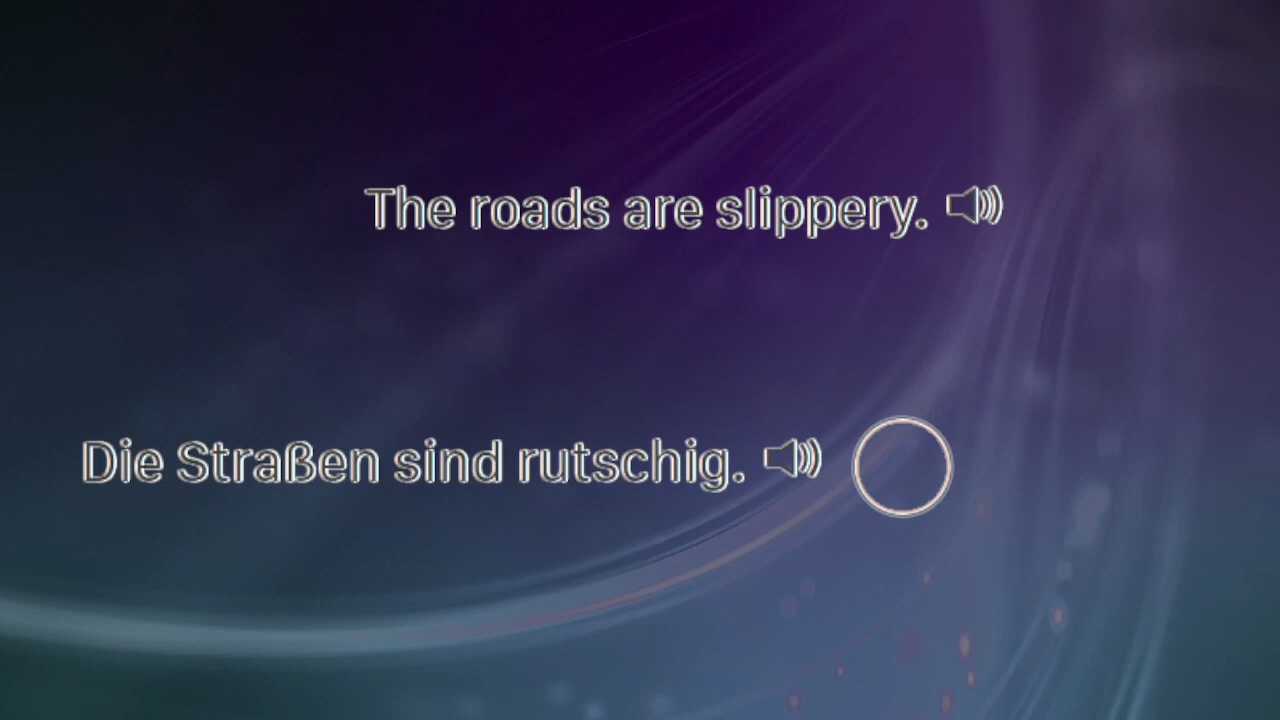 The roads are slippery.
Die Straßen sind rutschig.